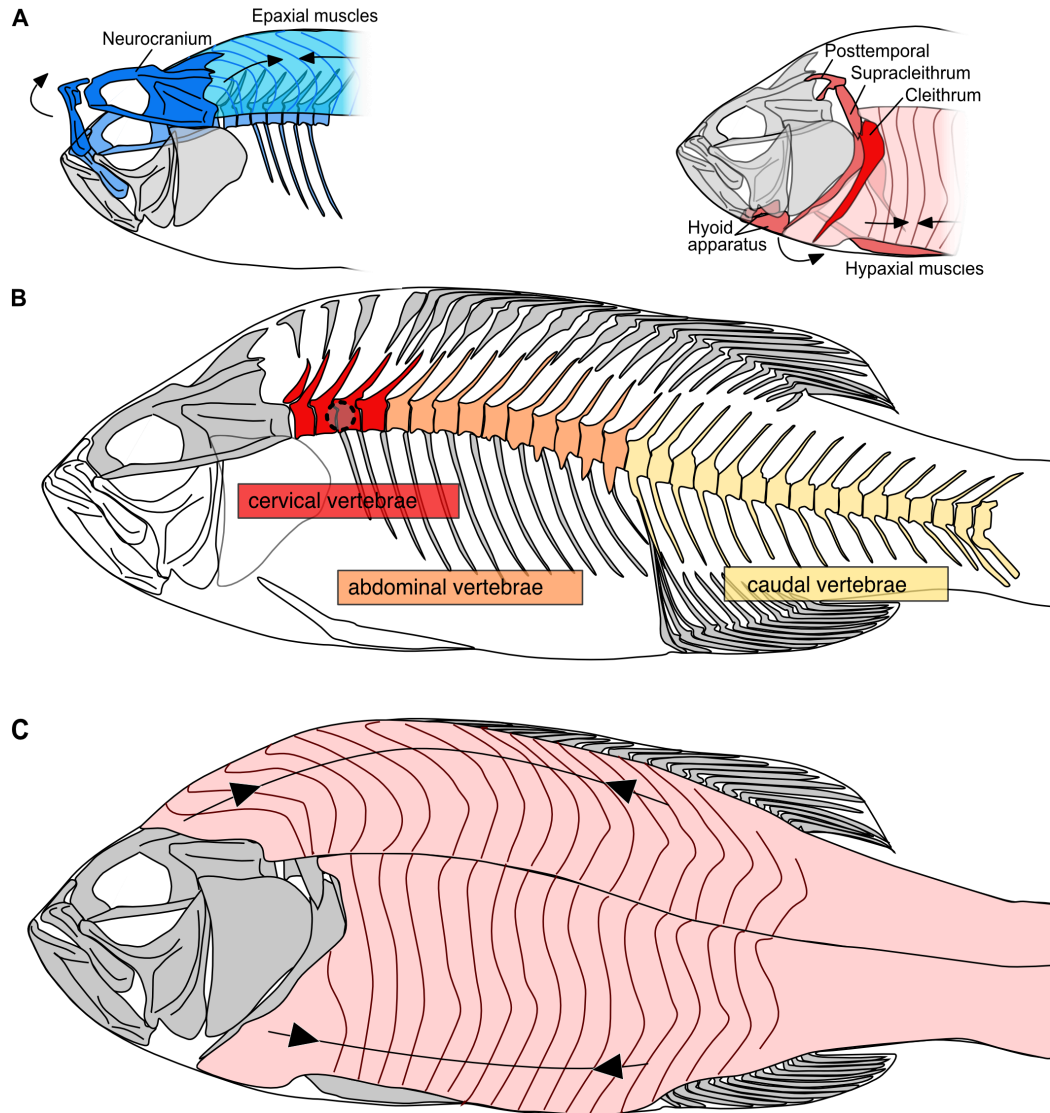 A
Epaxial muscles
Neurocranium
Posttemporal
Supracleithrum
Cleithrum
Hyoid
apparatus
Hypaxial muscles
B
cervical vertebrae
abdominal vertebrae
caudal vertebrae
C